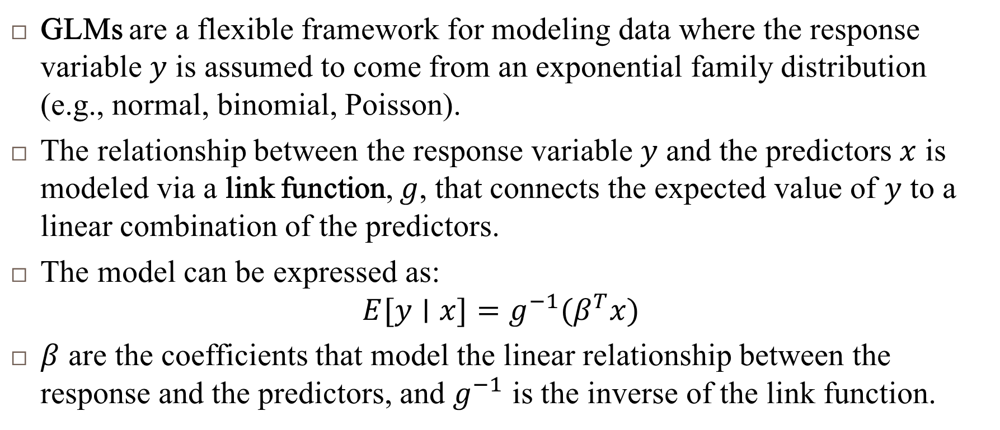 □ GLMs are a flexible framework for modeling data where the response
variable y is assumed to come from an exponential family distribution
(e.g., normal, binomial, Poisson).
□ The relationship between the response variable y and the predictors x is
modeled via a link function, g, that connects the expected value of y to a
linear combination of the predictors.
□ The model can be expressed as:
E[y | x] = g⁻¹(βᵀx)
□ β are the coefficients that model the linear relationship between the
response and the predictors, and g⁻¹ is the inverse of the link function.